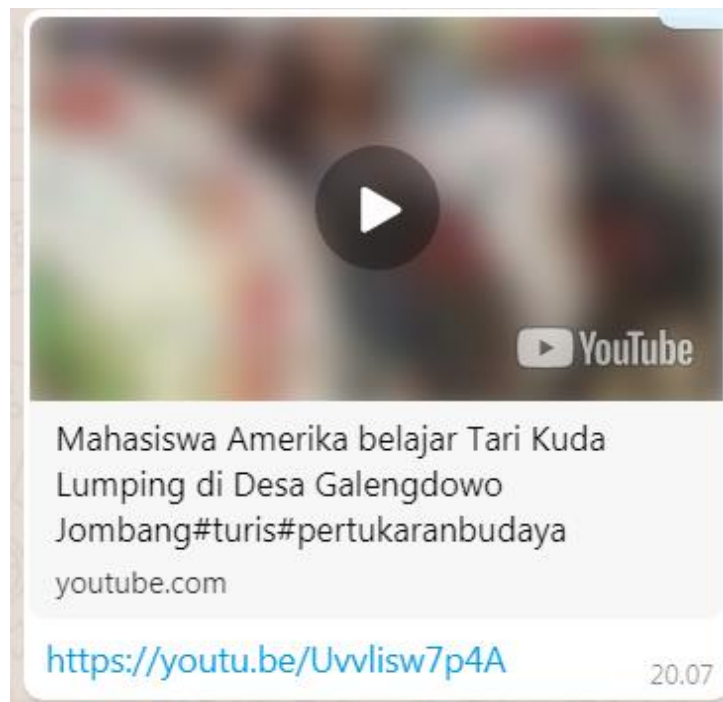 YouTube
Mahasiswa Amerika belajar Tari Kuda
Lumping di Desa Galengdowo
Jombang#turis#pertukaranbudaya
youtube.com
https://youtu.be/Uvvlisw7p4A
20.07